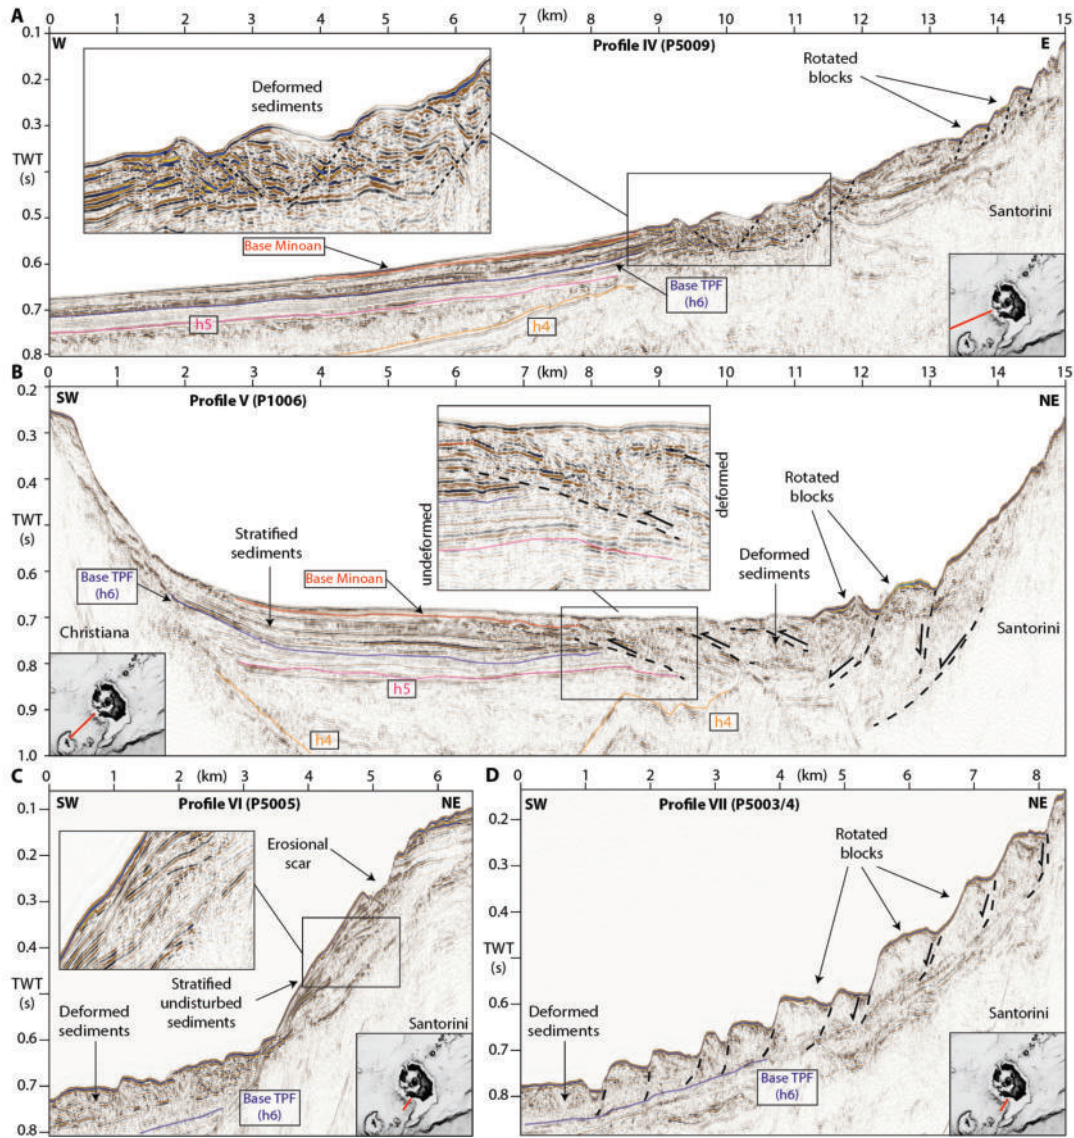 A
0 1 2 3 4 5 6 7 (km) 8 9 10 11 12 13 14 15
W
Profile IV (P5009)
E
0.1
0.2
0.3
TWT
(s)
0.5
0.6
0.7
0.8
Deformed
sediments
Rotated
blocks
Santorini
Base Minoan
Base TPF
(h6)
h5
h4
B
0 1 2 3 4 5 6 7 (km) 8 9 10 11 12 13 14 15
SW
Profile V (P1006)
NE
0.2
0.3
0.4
TWT
(s)
0.6
0.7
0.8
0.9
1.0
undeformed
deformed
Stratified
sediments
Rotated
blocks
Deformed
sediments
Base TPF
(h6)
Base Minoan
Christiana
Santorini
h5
h4
h4
C
0 1 2 (km) 3 4 5 6
SW
Profile VI (P5005)
NE
0.1
0.2
0.3
0.4
TWT
(s)
0.6
0.7
0.8
Erosional
scar
Stratified
undisturbed
sediments
Deformed
sediments
Santorini
Base TPF
(h6)
D
0 1 2 3 4 (km) 5 6 7 8
SW
Profile VII (P5003/4)
NE
0.2
0.3
0.4
TWT
(s)
0.6
0.7
0.8
Rotated
blocks
Deformed
sediments
Santorini
Base TPF
(h6)